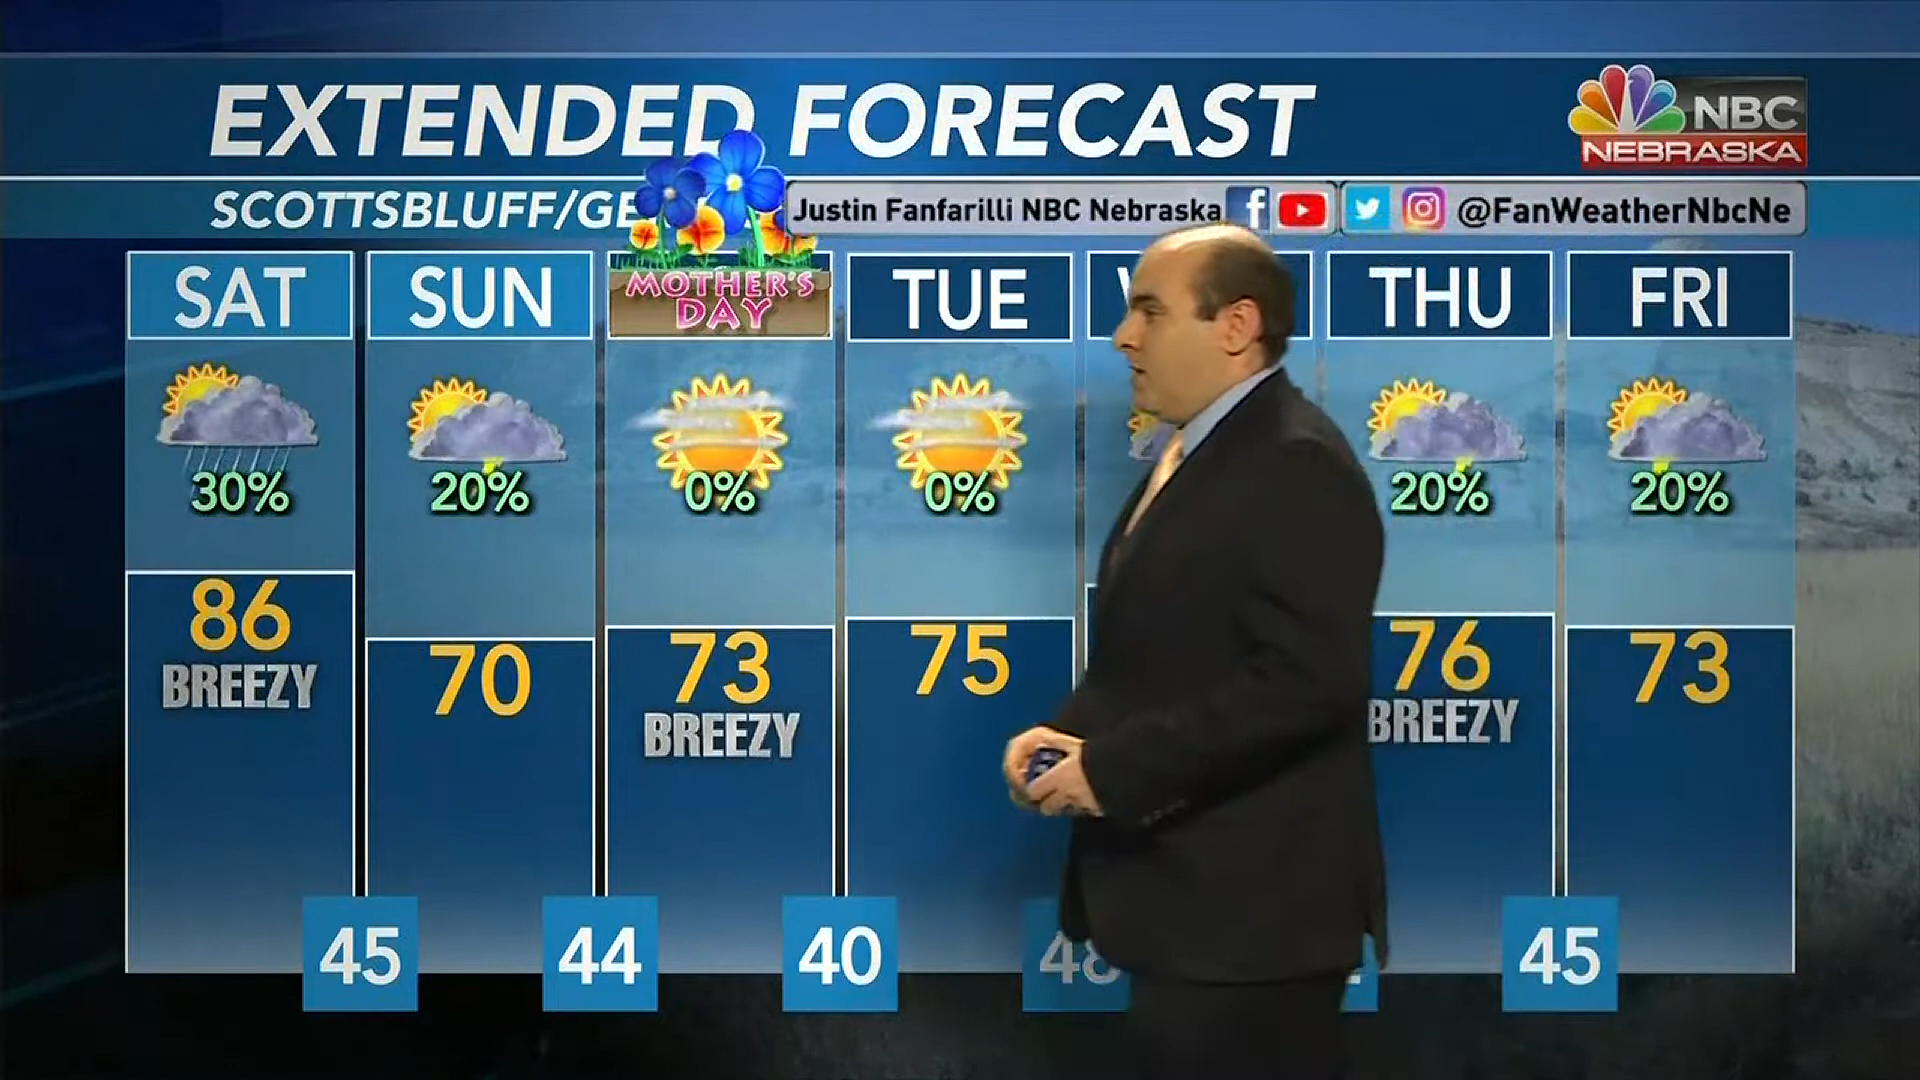 EXTENDED FORECAST
NBC
NEBRASKA
SCOTTSBLUFF/GE
Justin Fanfarilli NBC Nebraska
@FanWeatherNbcNe
SAT SUN MOTHER'S DAY TUE THU FRI
30% 20% 0% 0% 20% 20%
86 70 73 75 76 73
BREEZY BREEZY BREEZY
45 44 40 48 45